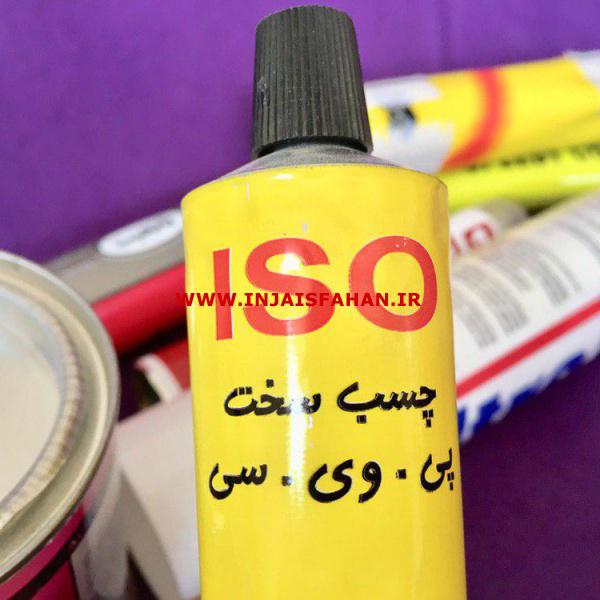 ISO
WWW.INJAISFAHAN.IR
چسب سخت
پی . وی . سی